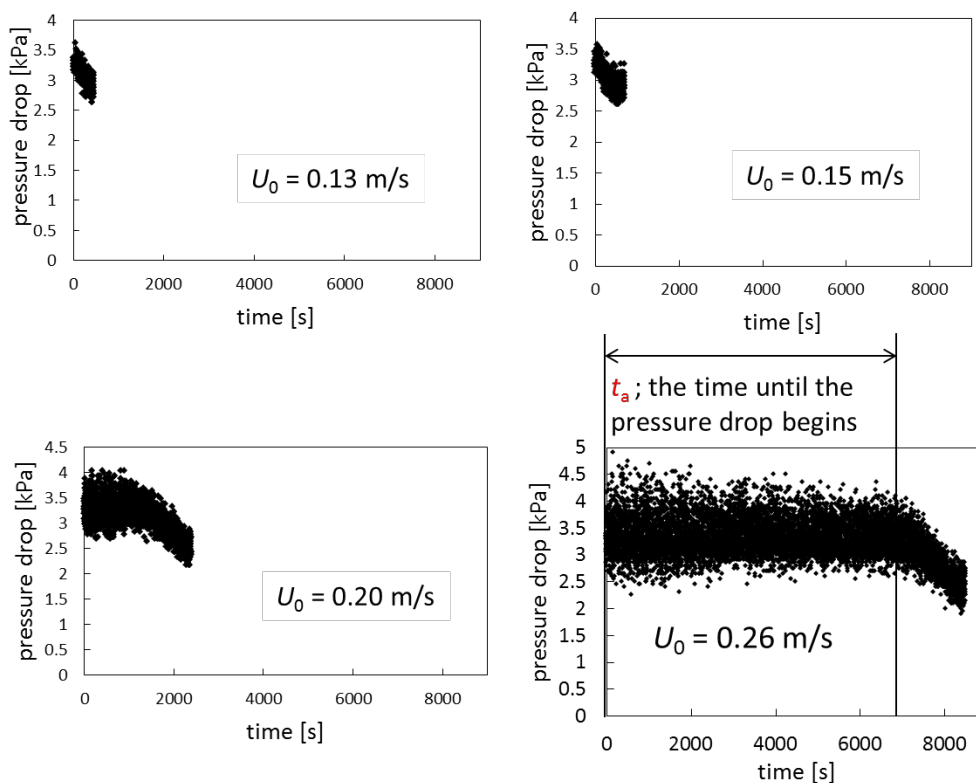 4
3.5
3
2.5
2
1.5
1
0.5
0
pressure drop [kPa]
U0 = 0.13 m/s
0 2000 4000 6000 8000
time [s]
4
3.5
3
2.5
2
1.5
1
0.5
0
pressure drop [kPa]
U0 = 0.15 m/s
0 2000 4000 6000 8000
time [s]
4.5
4
3.5
3
2.5
2
1.5
1
0.5
0
pressure drop [kPa]
U0 = 0.20 m/s
0 2000 4000 6000 8000
time [s]
ta ; the time until the
pressure drop begins
5
4.5
4
3.5
3
2.5
2
1.5
1
0.5
0
pressure drop [kPa]
U0 = 0.26 m/s
0 2000 4000 6000 8000
time [s]